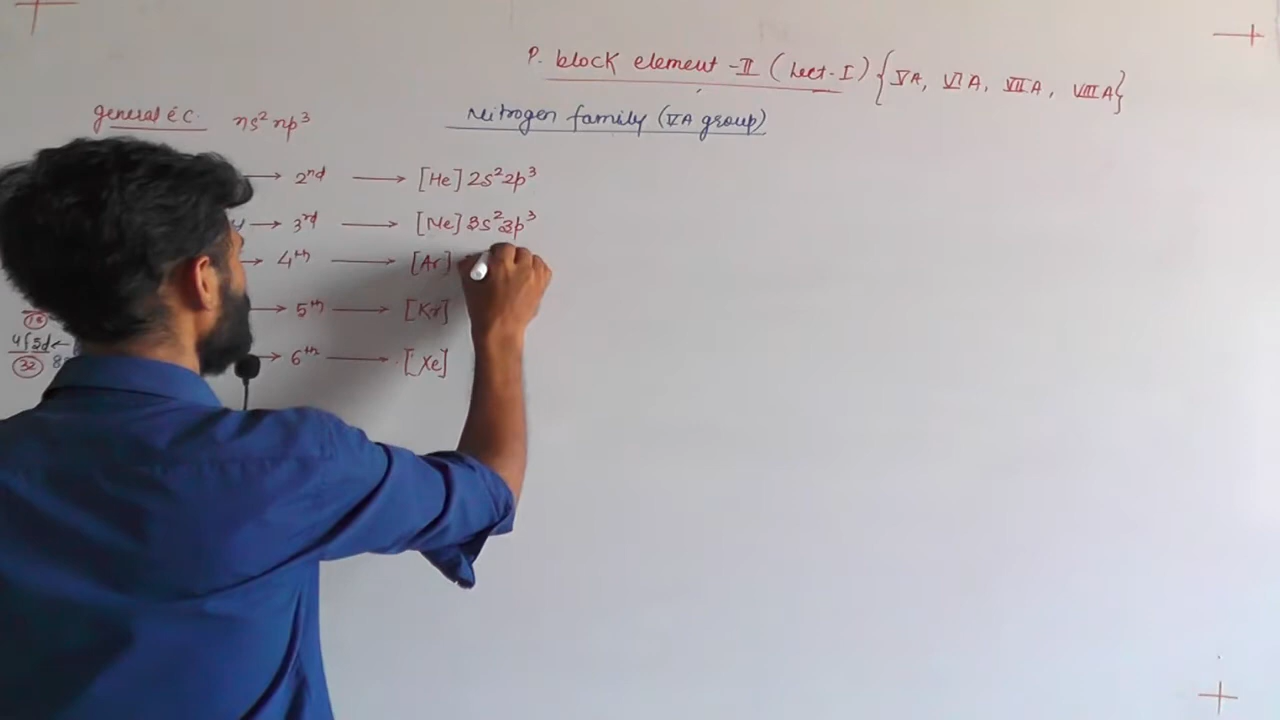 P. block element -II (Lect-I) {VA, VIA, VIIA, VIIIA}
general é c. ns² np³
Nitrogen family (VA group)
→ 2nd → [He] 2s² 2p³
→ 3rd → [Ne] 3s² 3p³
→ 4th → [Ar]
→ 5th → [Kr]
→ 6th → [Xe]
18
4f 5d ←
32 8